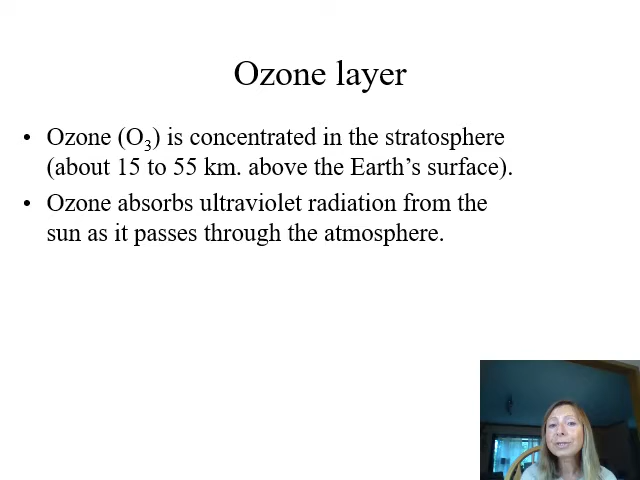 Ozone layer
• Ozone (O₃) is concentrated in the stratosphere
(about 15 to 55 km. above the Earth’s surface).
• Ozone absorbs ultraviolet radiation from the
sun as it passes through the atmosphere.